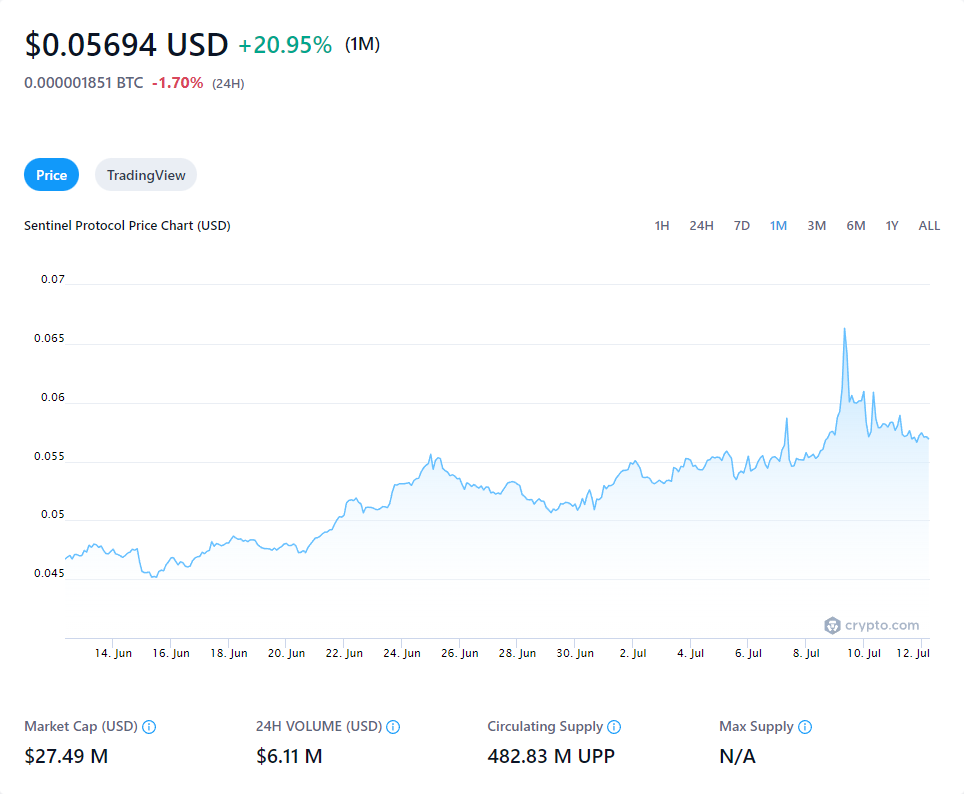 $0.05694 USD +20.95% (1M)
0.000001851 BTC -1.70% (24H)
Price TradingView
Sentinel Protocol Price Chart (USD) 1H 24H 7D 1M 3M 6M 1Y ALL
0.07
0.065
0.06
0.055
0.05
0.045
crypto.com
14. Jun 16. Jun 18. Jun 20. Jun 22. Jun 24. Jun 26. Jun 28. Jun 30. Jun 2. Jul 4. Jul 6. Jul 8. Jul 10. Jul 12. Jul
Market Cap (USD) 24H VOLUME (USD) Circulating Supply Max Supply
$27.49 M $6.11 M 482.83 M UPP N/A